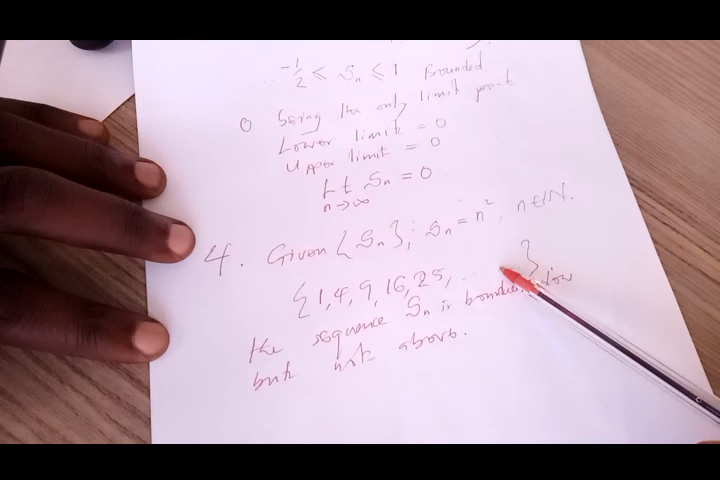 -1/2 ≤ Sn ≤ 1 Bounded
0 being the only limit point
Lower limit = 0
Upper limit = 0
Lt Sn = 0
n→∞
4. Given {Sn}; Sn = n², n∈N.
{1, 4, 9, 16, 25, ... }
the sequence Sn is bounded
but not above.